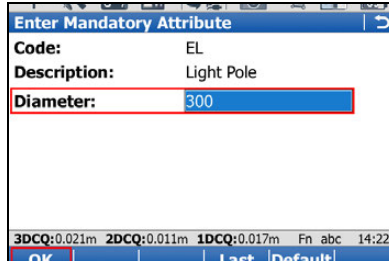 Enter Mandatory Attribute
Code: EL
Description: Light Pole
Diameter: 300
3DCQ:0.021m 2DCQ:0.011m 1DCQ:0.017m Fn abc 14:22
OK Last Default